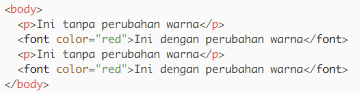 <body>
<p>Ini tanpa perubahan warna</p>
<font color="red">Ini dengan perubahan warna</font>
<p>Ini tanpa perubahan warna</p>
<font color="red">Ini dengan perubahan warna</font>
</body>